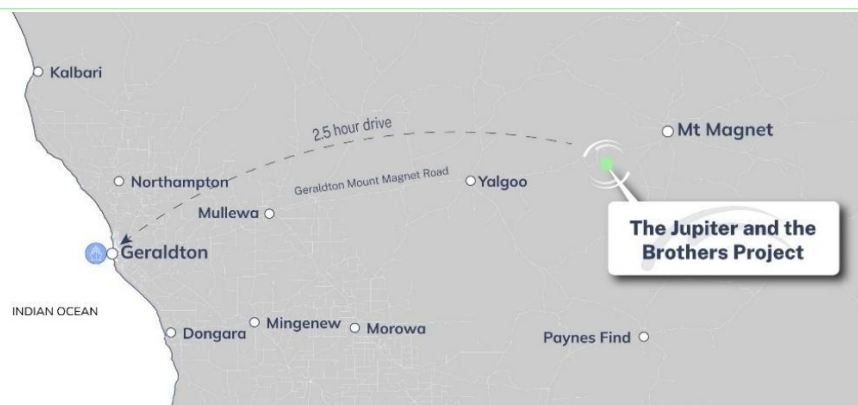 Kalbari
2.5 hour drive
Mt Magnet
Northampton
Geraldton Mount Magnet Road
Yalgoo
Mullewa
The Jupiter and the
Brothers Project
Geraldton
INDIAN OCEAN
Dongara
Mingenew
Morowa
Paynes Find